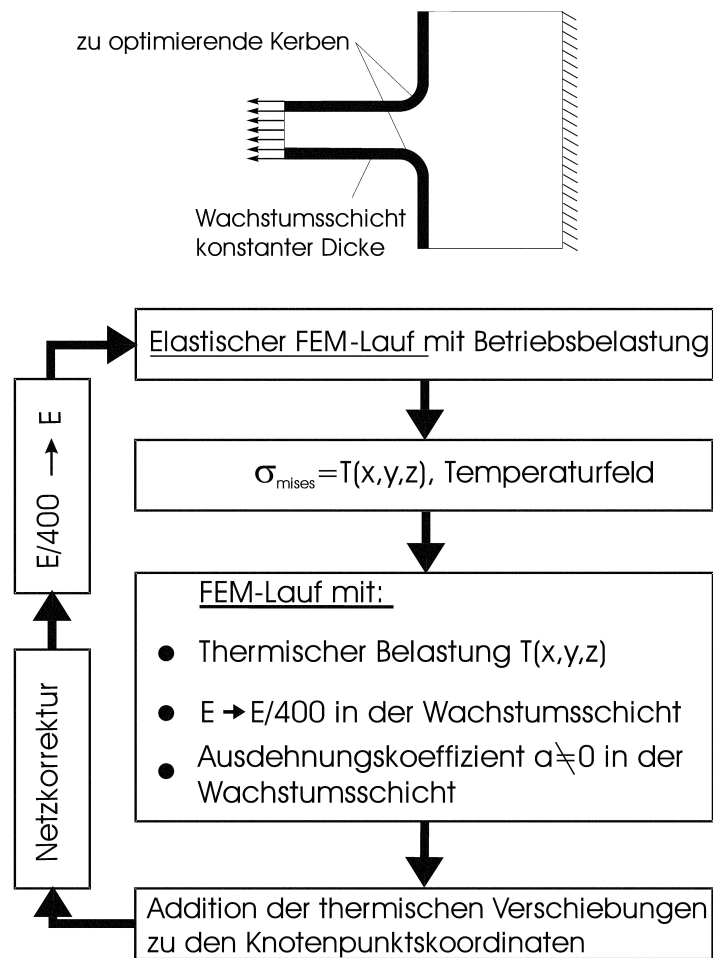 zu optimierende Kerben
Wachstumsschicht
konstanter Dicke
Elastischer FEM-Lauf mit Betriebsbelastung
σmises=T(x,y,z), Temperaturfeld
FEM-Lauf mit:
● Thermischer Belastung T(x,y,z)
● E → E/400 in der Wachstumsschicht
● Ausdehnungskoeffizient a≠0 in der
Wachstumsschicht
Addition der thermischen Verschiebungen
zu den Knotenpunktskoordinaten
Netzkorrektur
E/400 → E